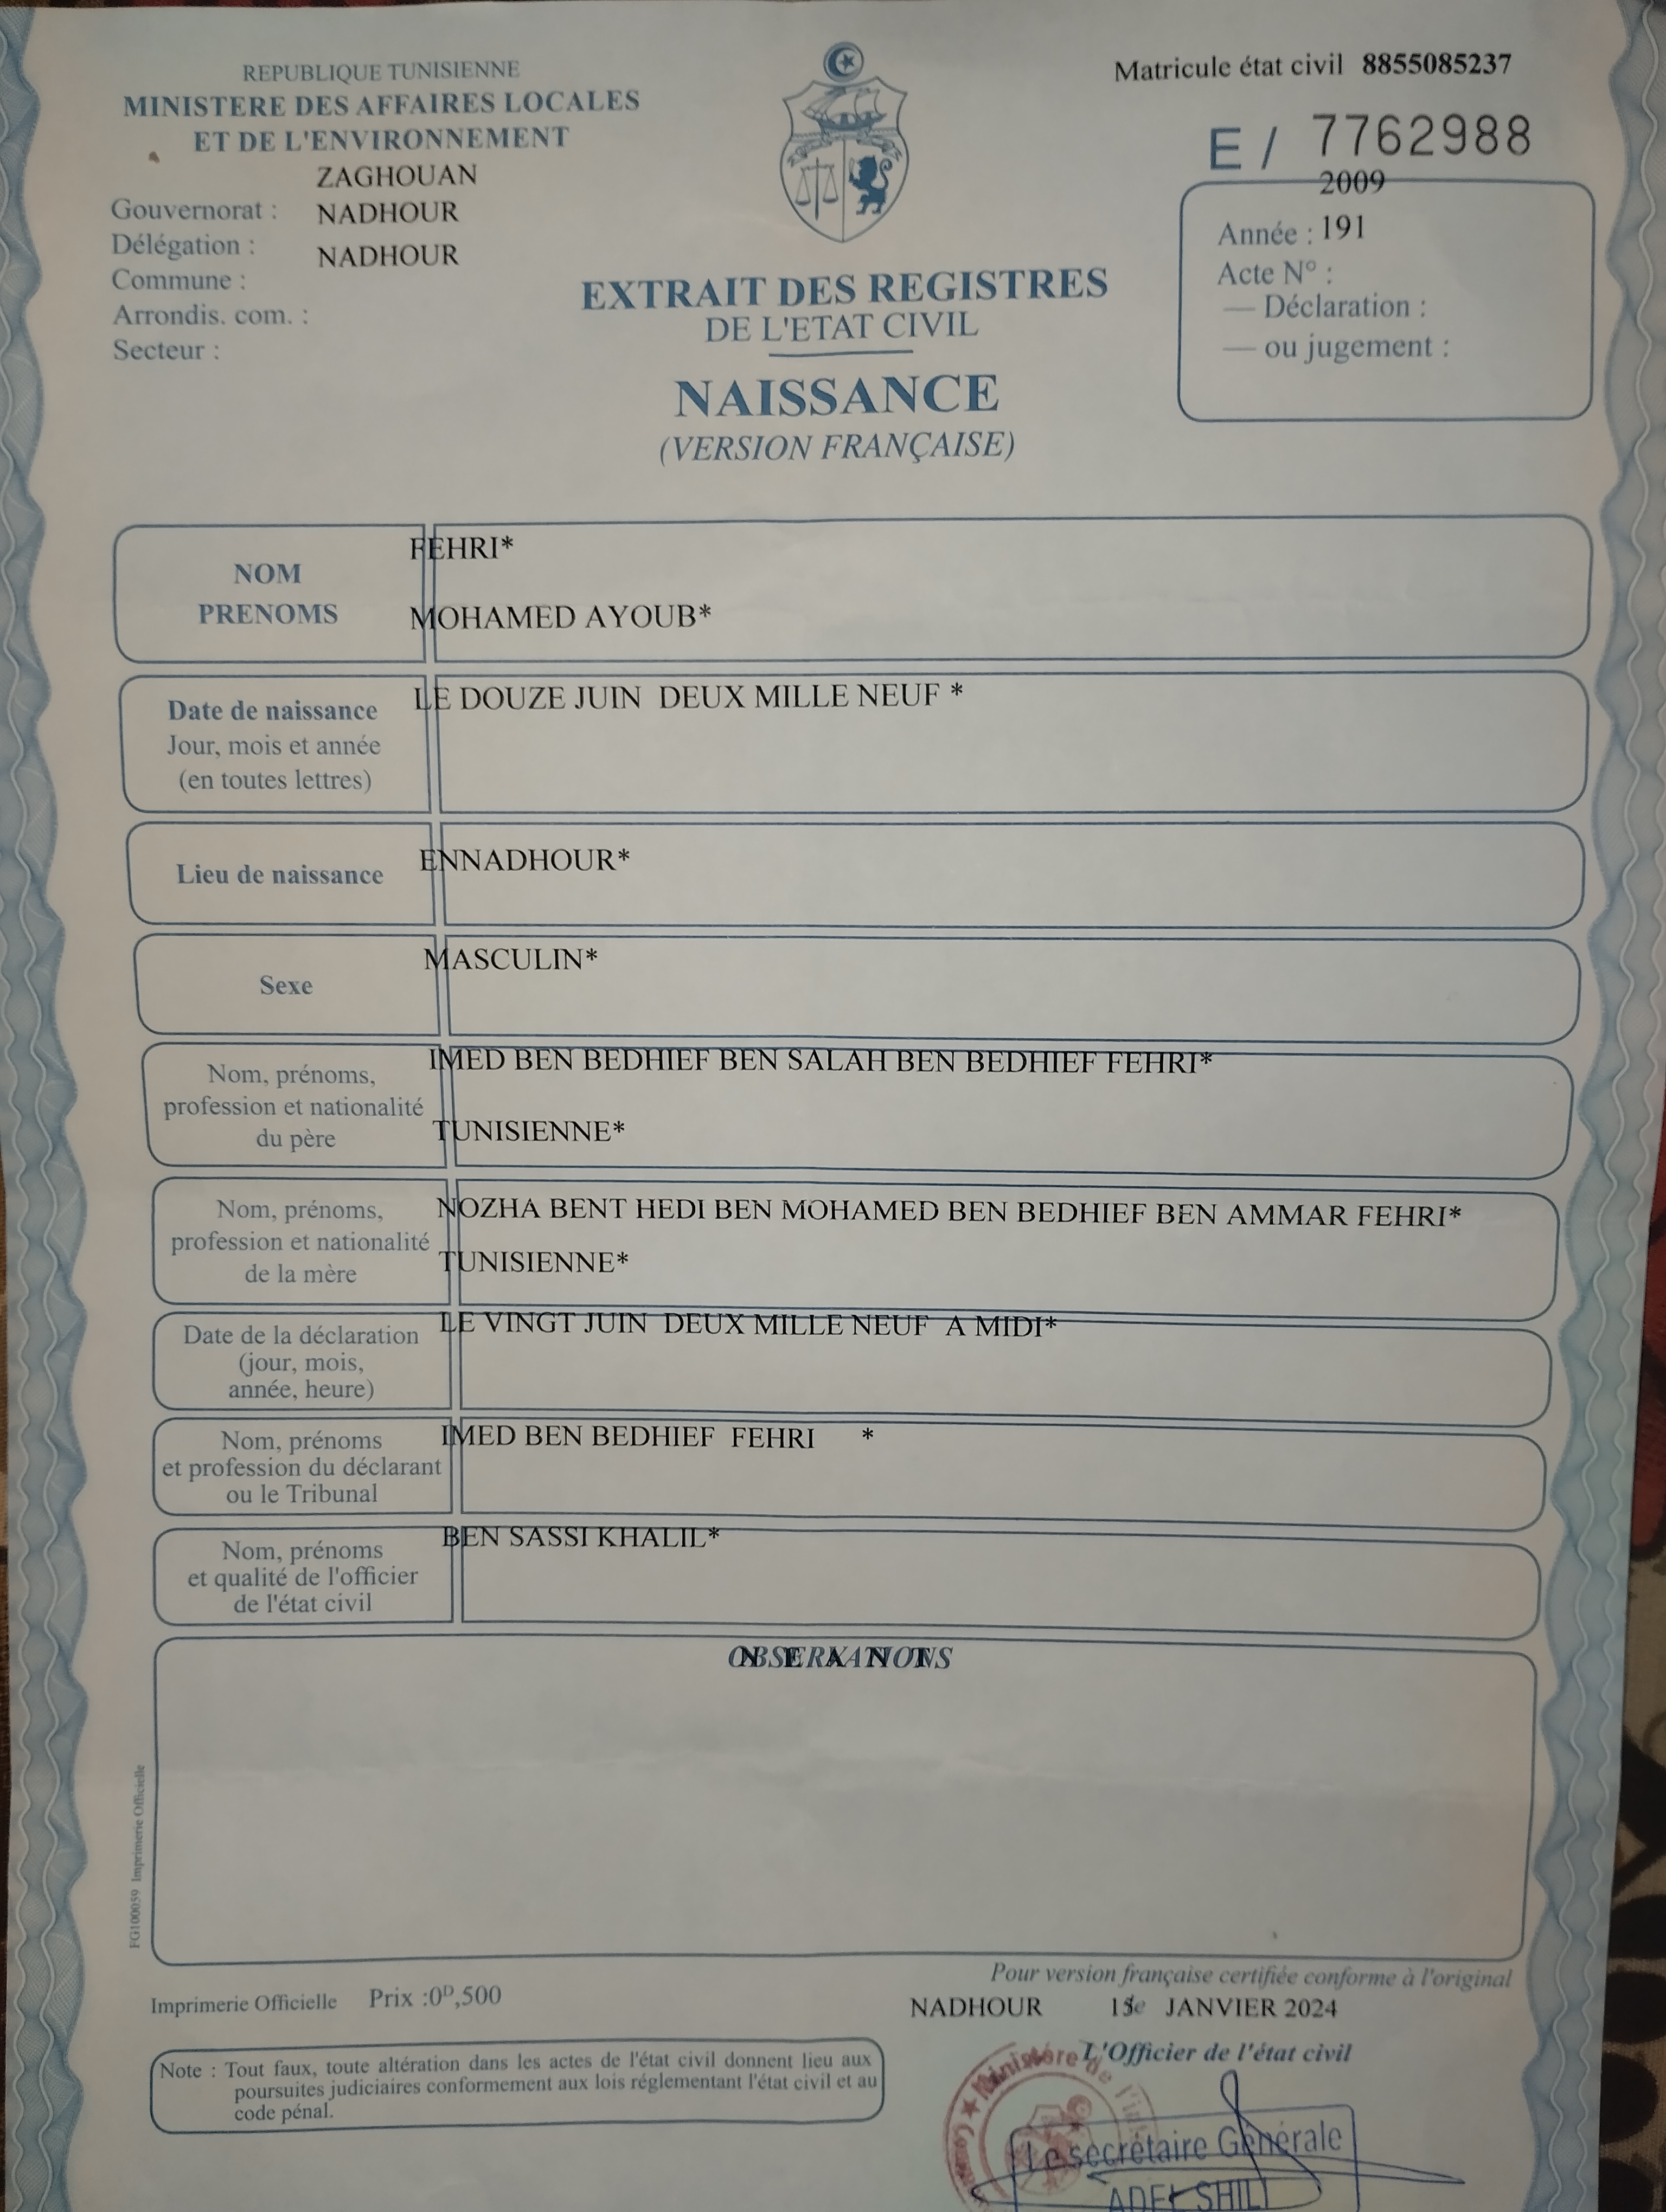 REPUBLIQUE TUNISIENNE
MINISTERE DES AFFAIRES LOCALES
ET DE L'ENVIRONNEMENT
ZAGHOUAN
Gouvernorat : NADHOUR
Délégation : NADHOUR
Commune :
Arrondis. com. :
Secteur :
Matricule état civil 8855085237
E / 7762988
2009
Année : 191
Acte N° :
— Déclaration :
— ou jugement :
EXTRAIT DES REGISTRES
DE L'ETAT CIVIL
NAISSANCE
(VERSION FRANÇAISE)
NOM
PRENOMS
FEHRI*
MOHAMED AYOUB*
Date de naissance
Jour, mois et année
(en toutes lettres)
LE DOUZE JUIN DEUX MILLE NEUF *
Lieu de naissance
ENNADHOUR*
Sexe
MASCULIN*
Nom, prénoms,
profession et nationalité
du père
IMED BEN BEDHIEF BEN SALAH BEN BEDHIEF FEHRI*
TUNISIENNE*
Nom, prénoms,
profession et nationalité
de la mère
NOZHA BENT HEDI BEN MOHAMED BEN BEDHIEF BEN AMMAR FEHRI*
TUNISIENNE*
Date de la déclaration
(jour, mois,
année, heure)
LE VINGT JUIN DEUX MILLE NEUF A MIDI*
Nom, prénoms
et profession du déclarant
ou le Tribunal
IMED BEN BEDHIEF FEHRI *
Nom, prénoms
et qualité de l'officier
de l'état civil
BEN SASSI KHALIL*
OBSERVATIONS
N E A N T
FG100059 Imprimerie Officielle
Imprimerie Officielle Prix :0ᴰ,500
Pour version française certifiée conforme à l'original
NADHOUR le JANVIER 2024
L'Officier de l'état civil
Note : Tout faux, toute altération dans les actes de l'état civil donnent lieu aux
poursuites judiciaires conformement aux lois réglementant l'état civil et au
code pénal.
Ministère de
Le secrétaire Générale
ADEL SHILI